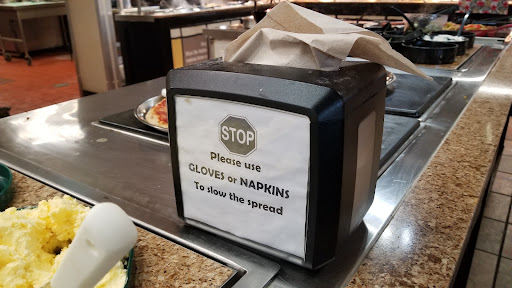 STOP
Please use
GLOVES or NAPKINS
To slow the spread